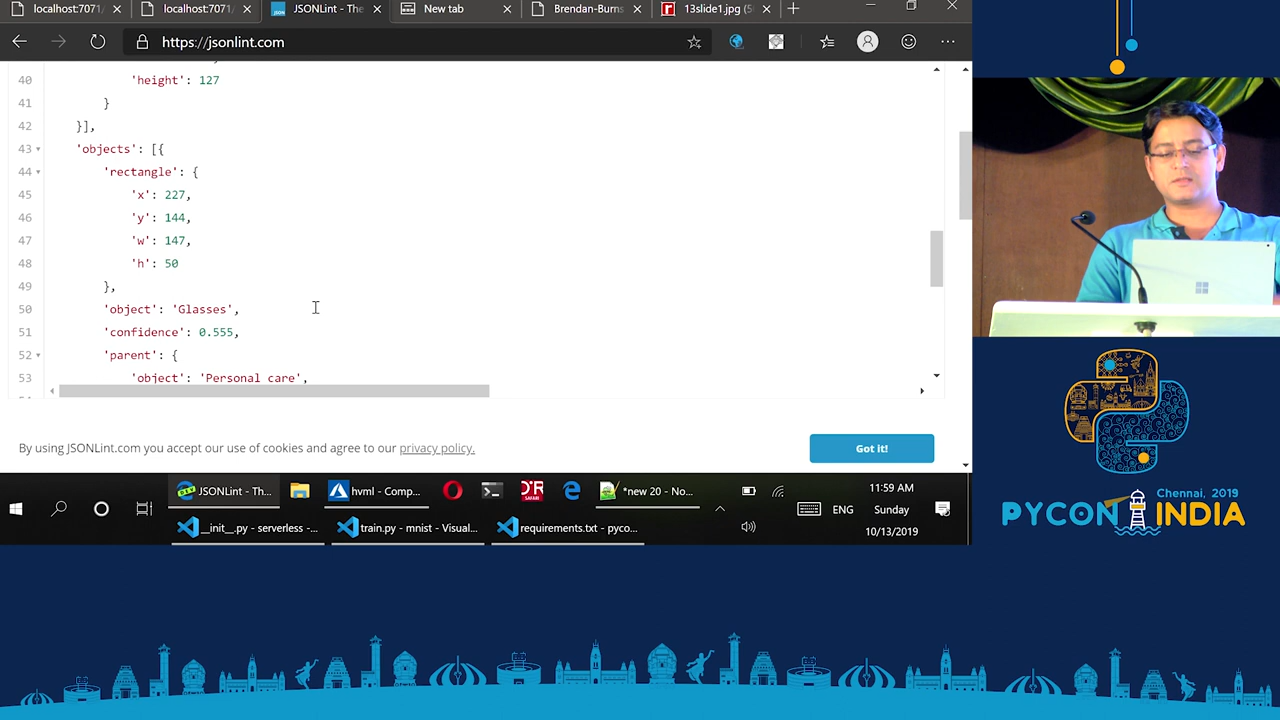 localhost:7071/
localhost:7071/
JSONLint - The
New tab
Brendan-Burns
13slide1.jpg (5
https://jsonlint.com
40 'height': 127
41 }
42 }],
43 'objects': [{
44 'rectangle': {
45 'x': 227,
46 'y': 144,
47 'w': 147,
48 'h': 50
49 },
50 'object': 'Glasses',
51 'confidence': 0.555,
52 'parent': {
53 'object': 'Personal care',
By using JSONLint.com you accept our use of cookies and agree to our privacy policy.
Got it!
JSONLint - Th...
hvml - Comp...
*new 20 - No...
ENG
11:59 AM
Sunday
10/13/2019
__init__.py - serverless -...
train.py - mnist - Visual...
requirements.txt - pyco...
Chennai, 2019
PYCON INDIA